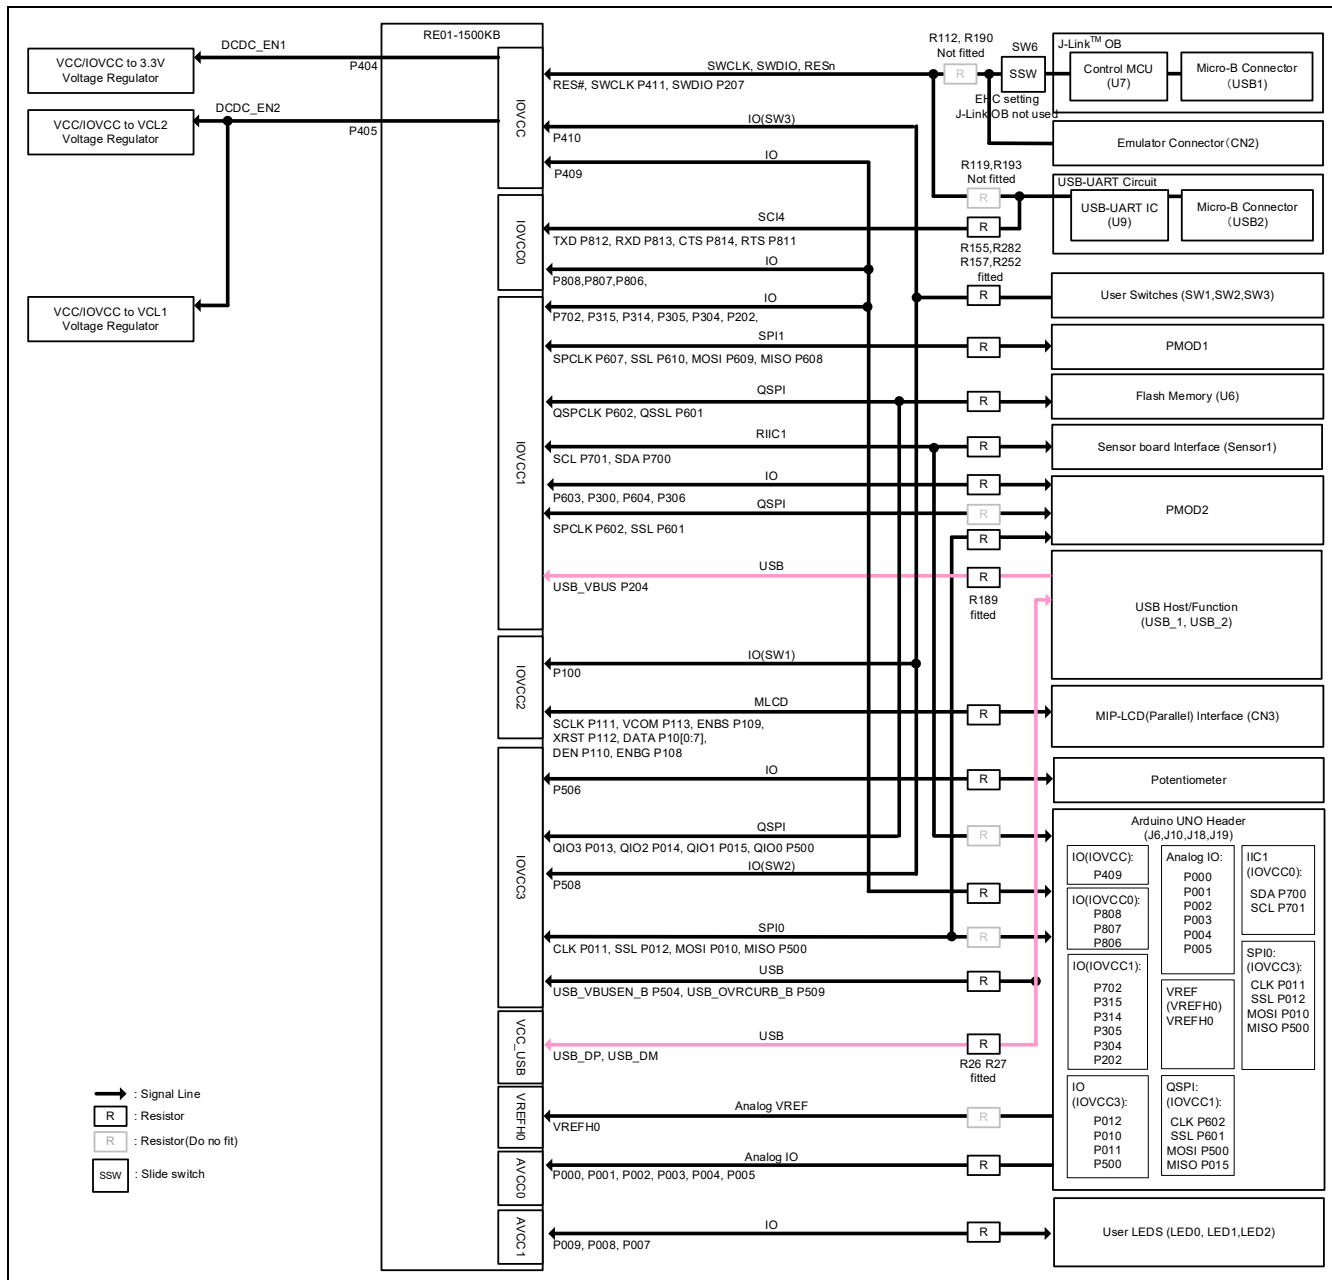 RE01-1500KB
DCDC_EN1
P404
VCC/IOVCC to 3.3V
Voltage Regulator
DCDC_EN2
P405
VCC/IOVCC to VCL2
Voltage Regulator
VCC/IOVCC to VCL1
Voltage Regulator
IOVCC
SWCLK, SWDIO, RESn
RES#, SWCLK P411, SWDIO P207
IO(SW3)
P410
IO
P409
R112, R190
Not fitted
R
SW6
SSW
EHC setting
J-Link OB not used
J-Link™ OB
Control MCU
(U7)
Micro-B Connector
(USB1)
Emulator Connector(CN2)
R119,R193
Not fitted
R
USB-UART Circuit
USB-UART IC
(U9)
Micro-B Connector
(USB2)
IOVCC0
SCI4
TXD P812, RXD P813, CTS P814, RTS P811
R
R155,R282
R157,R252
fitted
IO
P808,P807,P806,
R
User Switches (SW1,SW2,SW3)
IOVCC1
IO
P702, P315, P314, P305, P304, P202,
SPI1
SPCLK P607, SSL P610, MOSI P609, MISO P608
R
PMOD1
QSPI
QSPCLK P602, QSSL P601
R
Flash Memory (U6)
RIIC1
SCL P701, SDA P700
R
Sensor board Interface (Sensor1)
IO
P603, P300, P604, P306
R
QSPI
SPCLK P602, SSL P601
R
R
PMOD2
USB
USB_VBUS P204
R
R189
fitted
USB Host/Function
(USB_1, USB_2)
IOVCC2
IO(SW1)
P100
MLCD
SCLK P111, VCOM P113, ENBS P109,
XRST P112, DATA P10[0:7],
DEN P110, ENBG P108
R
MIP-LCD(Parallel) Interface (CN3)
IOVCC3
IO
P506
R
Potentiometer
QSPI
QIO3 P013, QIO2 P014, QIO1 P015, QIO0 P500
R
IO(SW2)
P508
R
SPI0
CLK P011, SSL P012, MOSI P010, MISO P500
R
USB
USB_VBUSEN_B P504, USB_OVRCURB_B P509
R
VCC_USB
USB
USB_DP, USB_DM
R
R26 R27
fitted
VREFH0
Analog VREF
VREFH0
R
AVCC0
Analog IO
P000, P001, P002, P003, P004, P005
R
AVCC1
IO
P009, P008, P007
R
User LEDS (LED0, LED1,LED2)
Arduino UNO Header
(J6,J10,J18,J19)
IO(IOVCC):
P409
IO(IOVCC0):
P808
P807
P806
IO(IOVCC1):
P702
P315
P314
P305
P304
P202
IO
(IOVCC3):
P012
P010
P011
P500
Analog IO:
P000
P001
P002
P003
P004
P005
VREF
(VREFH0)
VREFH0
QSPI:
(IOVCC1):
CLK P602
SSL P601
MOSI P500
MISO P015
IIC1
(IOVCC0):
SDA P700
SCL P701
SPI0:
(IOVCC3):
CLK P011
SSL P012
MOSI P010
MISO P500
: Signal Line
R : Resistor
R : Resistor(Do no fit)
SSW : Slide switch